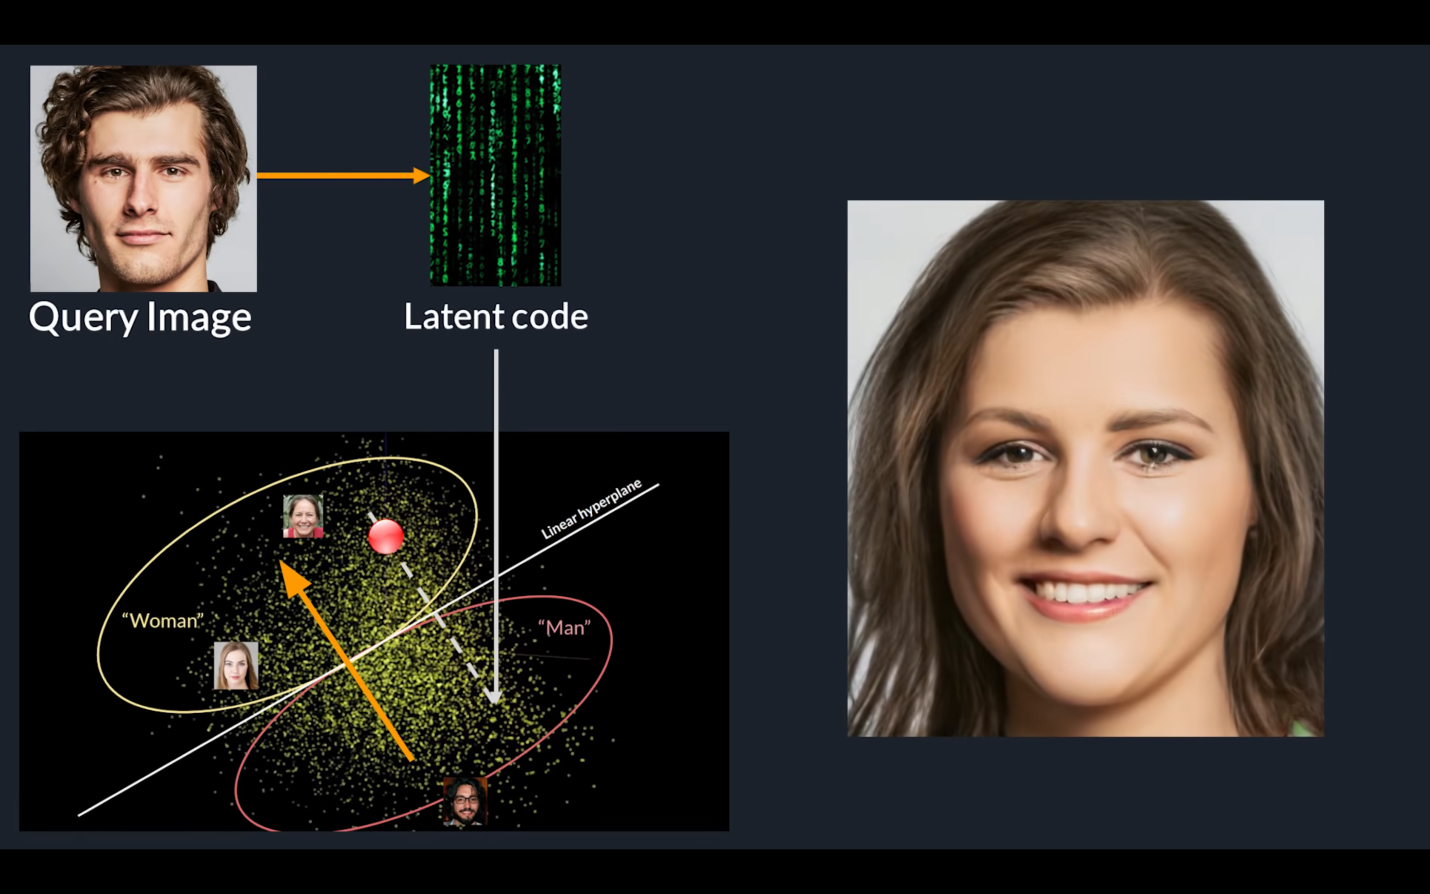 Query Image
Latent code
Linear hyperplane
“Woman”
“Man”